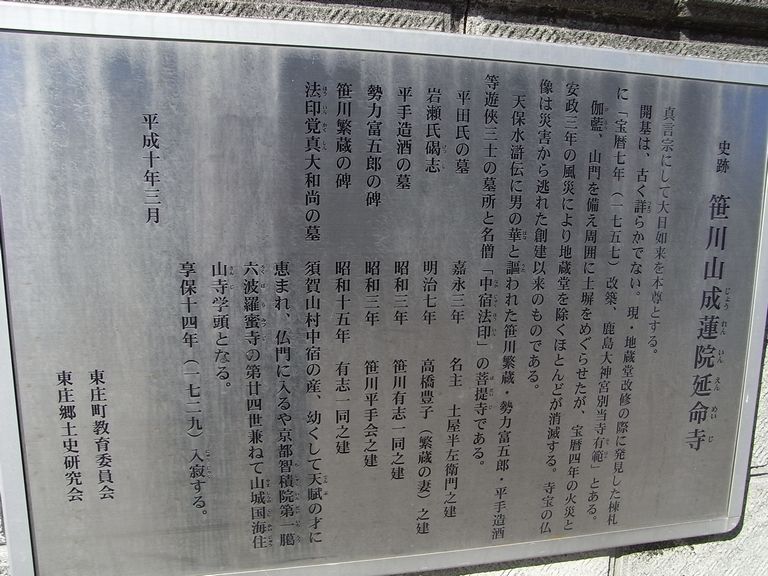 史跡 笹川山成蓮院延命寺
真言宗にして大日如来を本尊とする。
開基は、古く詳らかでない。現・地蔵堂改修の際に発見した棟札
に「宝暦七年（一七五七）改築、鹿島大神宮別当寺有範」とある。
伽藍、山門を備え周囲に土塀をめぐらせたが、宝暦四年の火災と
安政三年の風災により地蔵堂を除くほとんどが消滅する。寺宝の仏
像は災害から逃れた創建以来のものである。
天保水滸伝に男の華と謳われた笹川繁蔵・勢力富五郎・平手造酒
等遊侠三士の墓所と名僧「中宿法印」の菩提寺である。
平田氏の墓 嘉永三年 名主 土屋半左衛門之建
岩瀬氏碣志 明治七年 高橋豊子（繁蔵の妻）之建
平手造酒の墓 昭和三年 笹川有志一同之建
勢力富五郎の碑 昭和三年 笹川平手会之建
笹川繁蔵の碑 昭和十五年 有志一同之建
法印覚真大和尚の墓 須賀山村中宿の産、幼くして天賦の才に
恵まれ、仏門に入るや京都智積院第一臈
六波羅蜜寺の第廿四世兼ねて山城国海住
山寺学頭となる。
享保十四年（一七二九）入寂する。
平成十年三月
東庄町教育委員会
東庄郷土史研究会